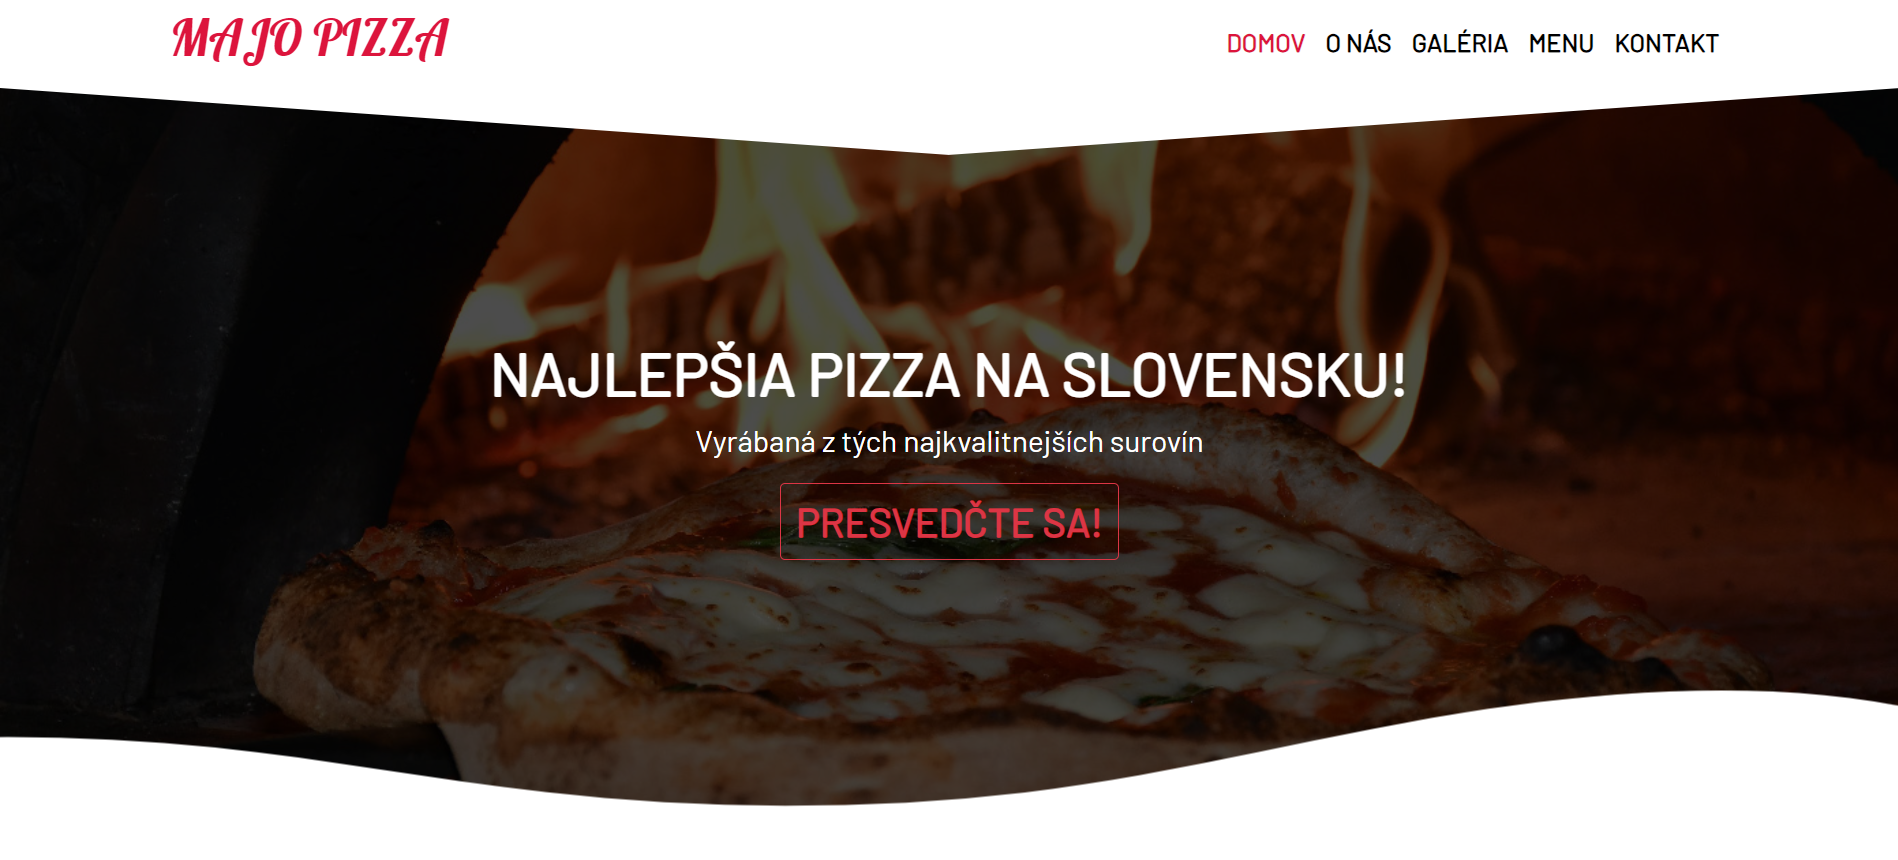 MAJO PIZZA
DOMOV O NÁS GALÉRIA MENU KONTAKT
NAJLEPŠIA PIZZA NA SLOVENSKU!
Vyrábaná z tých najkvalitnejších surovín
PRESVEDČTE SA!